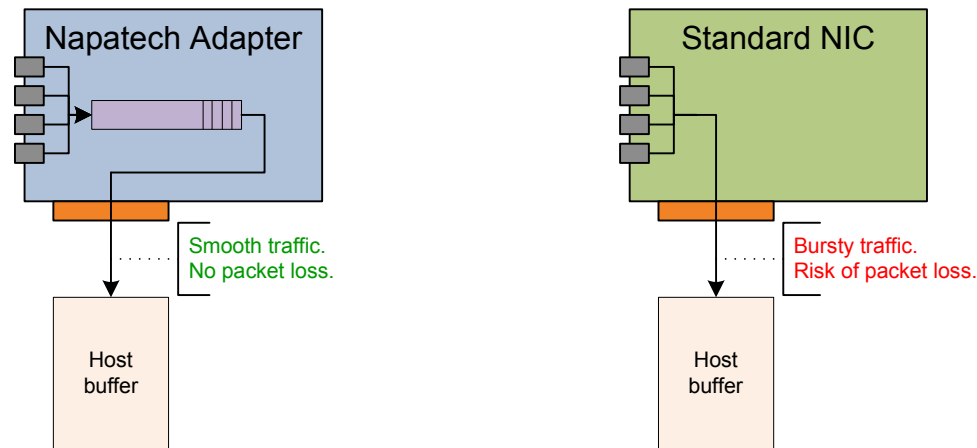 Napatech Adapter
Smooth traffic.
No packet loss.
Host
buffer
Standard NIC
Bursty traffic.
Risk of packet loss.
Host
buffer